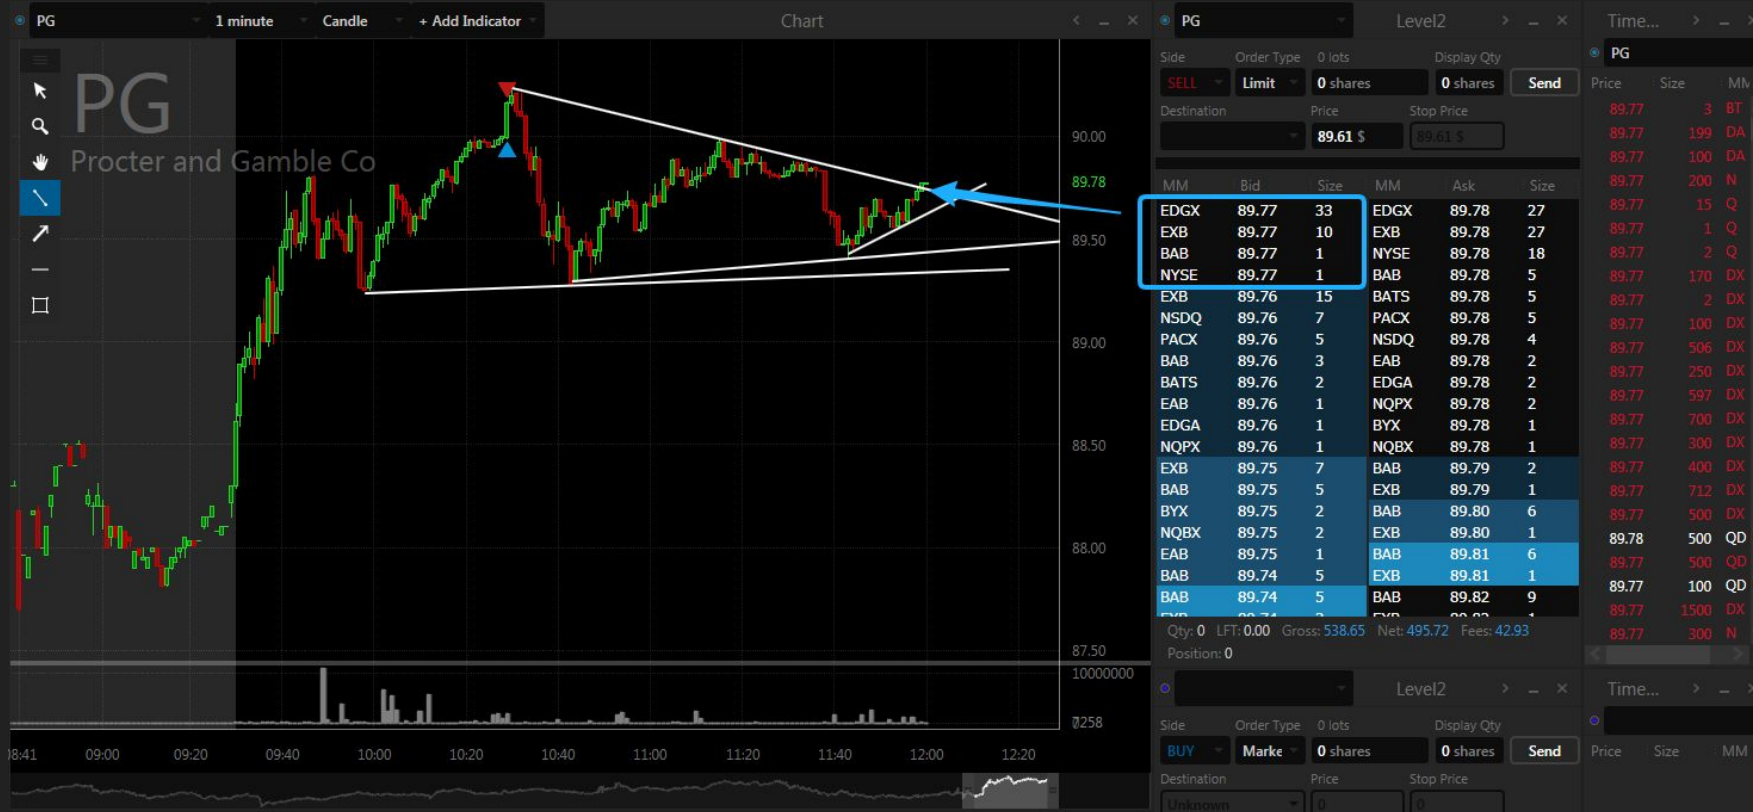 PG 1 minute Candle + Add Indicator Chart
PG
Procter and Gamble Co
90.00
89.78
89.50
89.00
88.50
88.00
87.50
10000000
7258
8:41 09:00 09:20 09:40 10:00 10:20 10:40 11:00 11:20 11:40 12:00 12:20
PG Level2
Side Order Type 0 lots Display Qty
SELL Limit 0 shares 0 shares Send
Destination Price Stop Price
89.61 $ 89.61 $
MM Bid Size MM Ask Size
EDGX 89.77 33 EDGX 89.78 27
EXB 89.77 10 EXB 89.78 27
BAB 89.77 1 NYSE 89.78 18
NYSE 89.77 1 BAB 89.78 5
EXB 89.76 15 BATS 89.78 5
NSDQ 89.76 7 PACX 89.78 5
PACX 89.76 5 NSDQ 89.78 4
BAB 89.76 3 EAB 89.78 2
BATS 89.76 2 EDGA 89.78 2
EAB 89.76 1 NQPX 89.78 2
EDGA 89.76 1 BYX 89.78 1
NQPX 89.76 1 NQBX 89.78 1
EXB 89.75 7 BAB 89.79 2
BAB 89.75 5 EXB 89.79 1
BYX 89.75 2 BAB 89.80 6
NQBX 89.75 2 EXB 89.80 1
EAB 89.75 1 BAB 89.81 6
BAB 89.74 5 EXB 89.81 1
BAB 89.74 5 BAB 89.82 9
Qty: 0 LFT: 0.00 Gross: 538.65 Net: 495.72 Fees: 42.93
Position: 0
Level2
Side Order Type 0 lots Display Qty
BUY Marke 0 shares 0 shares Send
Destination Price Stop Price
Unknown 0 0
Time...
PG
Price Size MM
89.77 3 BT
89.77 199 DA
89.77 100 DA
89.77 200 N
89.77 15 Q
89.77 1 Q
89.77 2 Q
89.77 170 DX
89.77 2 DX
89.77 100 DX
89.77 506 DX
89.77 250 DX
89.77 597 DX
89.77 700 DX
89.77 300 DX
89.77 400 DX
89.77 712 DX
89.77 500 DX
89.78 500 QD
89.77 500 QD
89.77 100 QD
89.77 1500 DX
89.77 300 N
Time...
Price Size MM